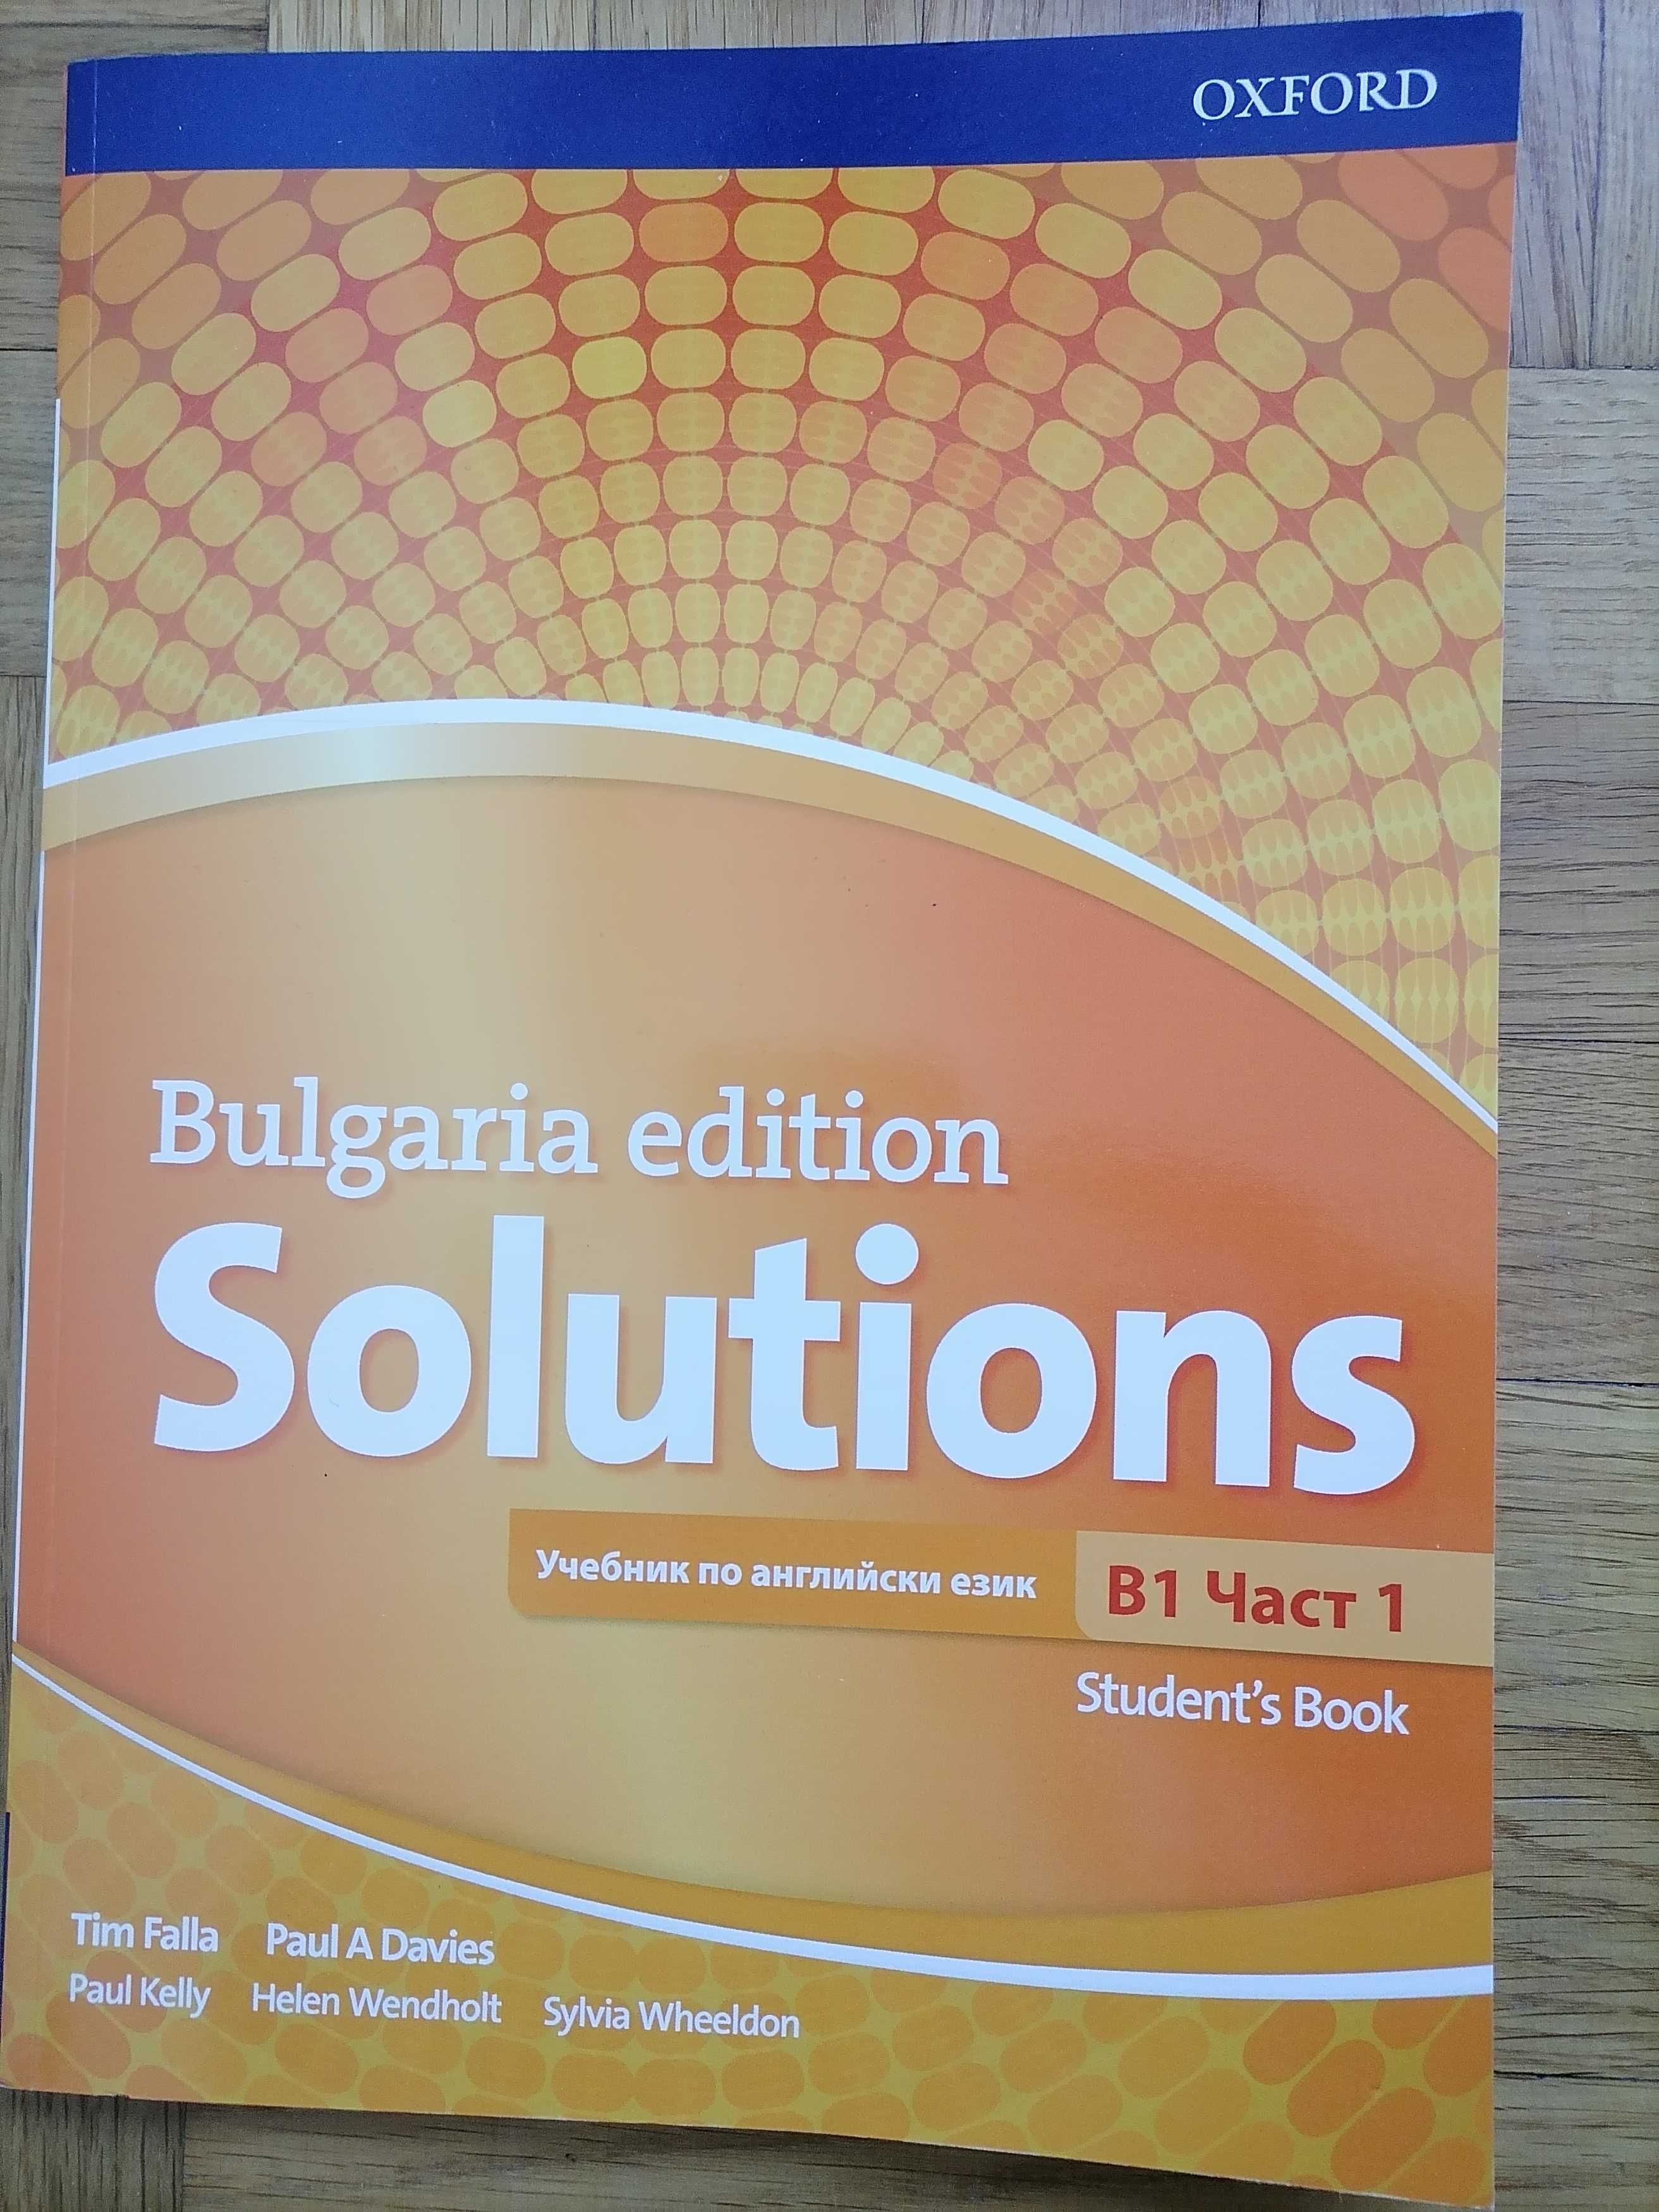 OXFORD
Bulgaria edition
Solutions
Учебник по английски език B1 Част 1
Student's Book
Tim Falla Paul A Davies
Paul Kelly Helen Wendholt Sylvia Wheeldon